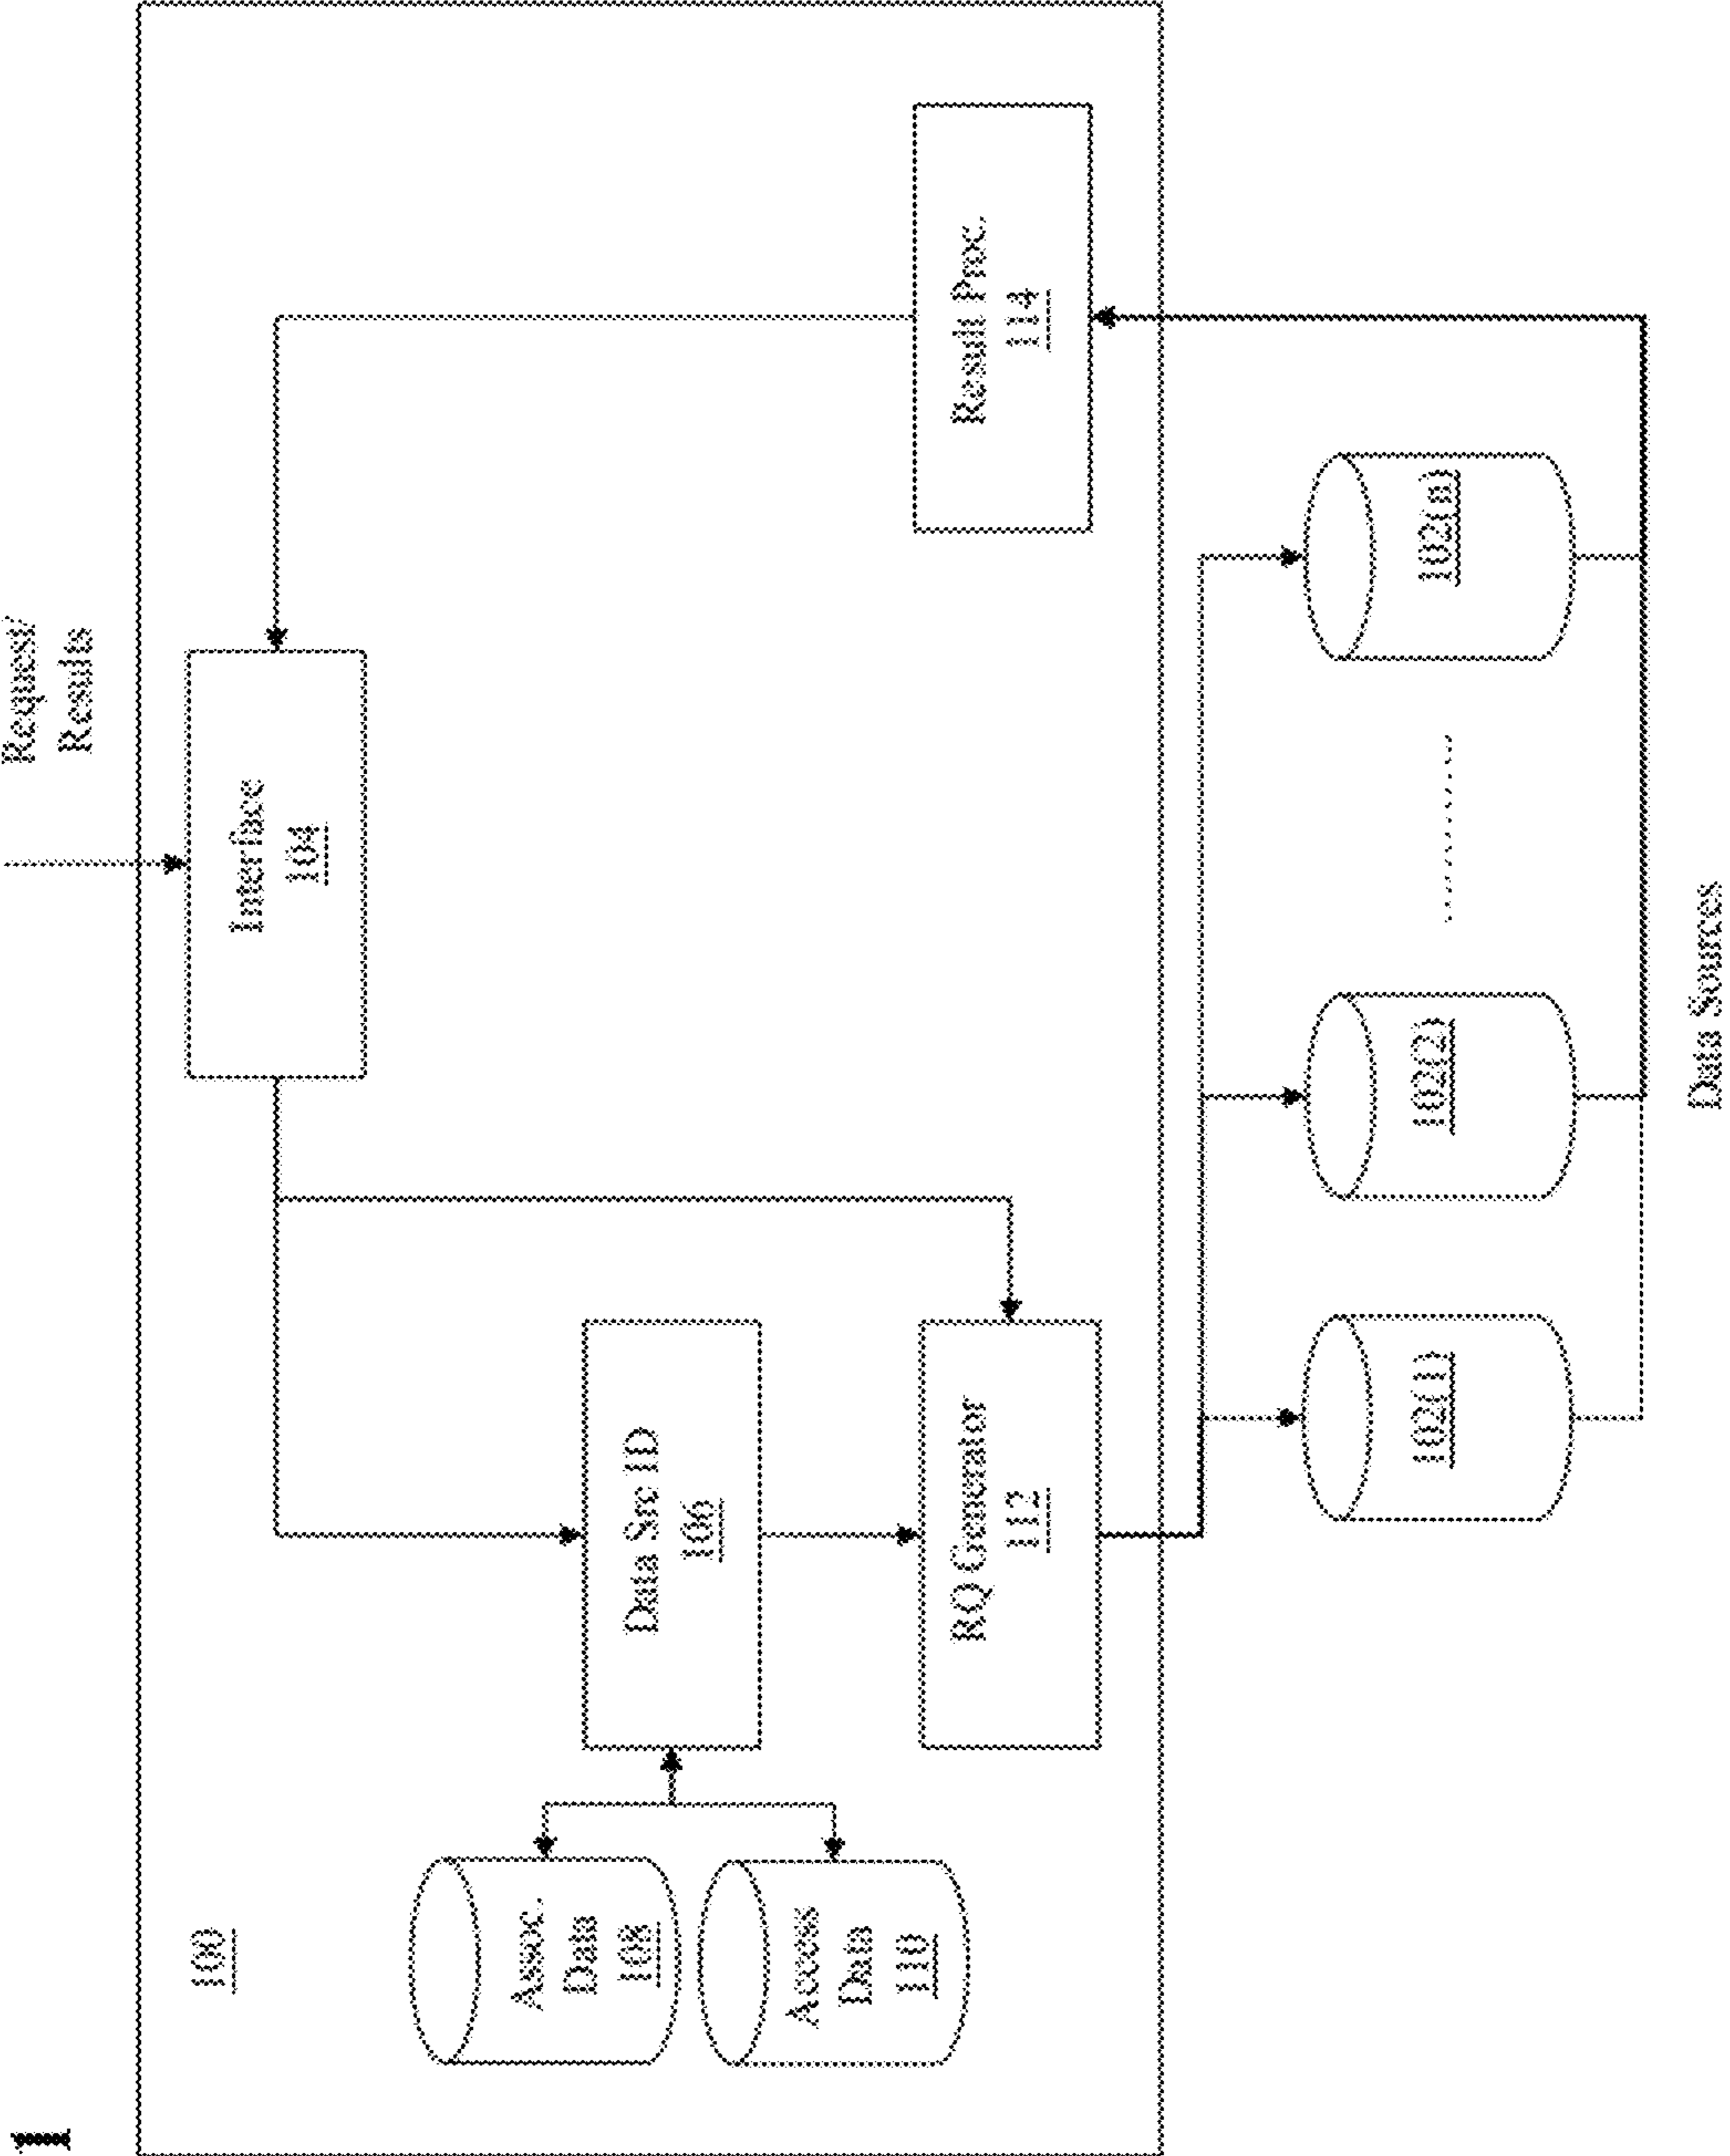 1
Request/
Results
100
Interface
104
Assoc.
Data
108
Access
Data
110
Data Src ID
106
RQ Generator
112
Result Proc.
114
102(1)
102(2)
.........
102(n)
Data Sources